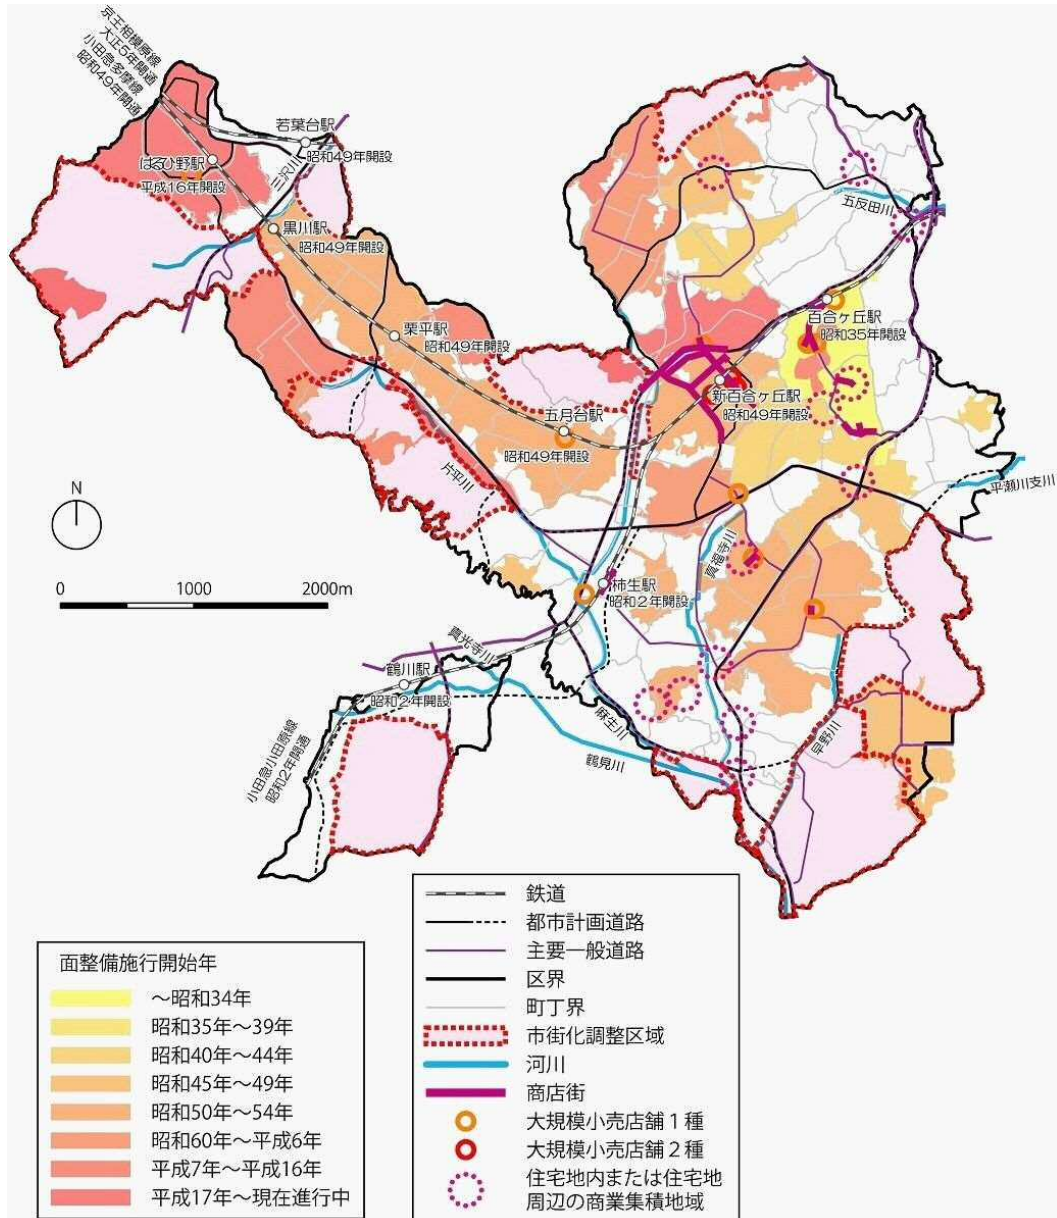 京王相模原線
大正5年開通
小田急多摩線
昭和49年開通
若葉台駅
昭和49年開設
はるひ野駅
平成16年開設
三沢川
黒川駅
昭和49年開設
栗平駅
昭和49年開設
五月台駅
昭和49年開設
片平川
五反田川
百合ヶ丘駅
昭和35年開設
新百合ヶ丘駅
昭和49年開設
平瀬川支川
真福寺川
柿生駅
昭和2年開設
真光寺川
鶴川駅
昭和2年開設
小田急小田原線
昭和2年開通
麻生川
鶴見川
早野川
N
0 1000 2000m
面整備施行開始年
～昭和34年
昭和35年～39年
昭和40年～44年
昭和45年～49年
昭和50年～54年
昭和60年～平成6年
平成7年～平成16年
平成17年～現在進行中
鉄道
都市計画道路
主要一般道路
区界
町丁界
市街化調整区域
河川
商店街
大規模小売店舗1種
大規模小売店舗2種
住宅地内または住宅地
周辺の商業集積地域